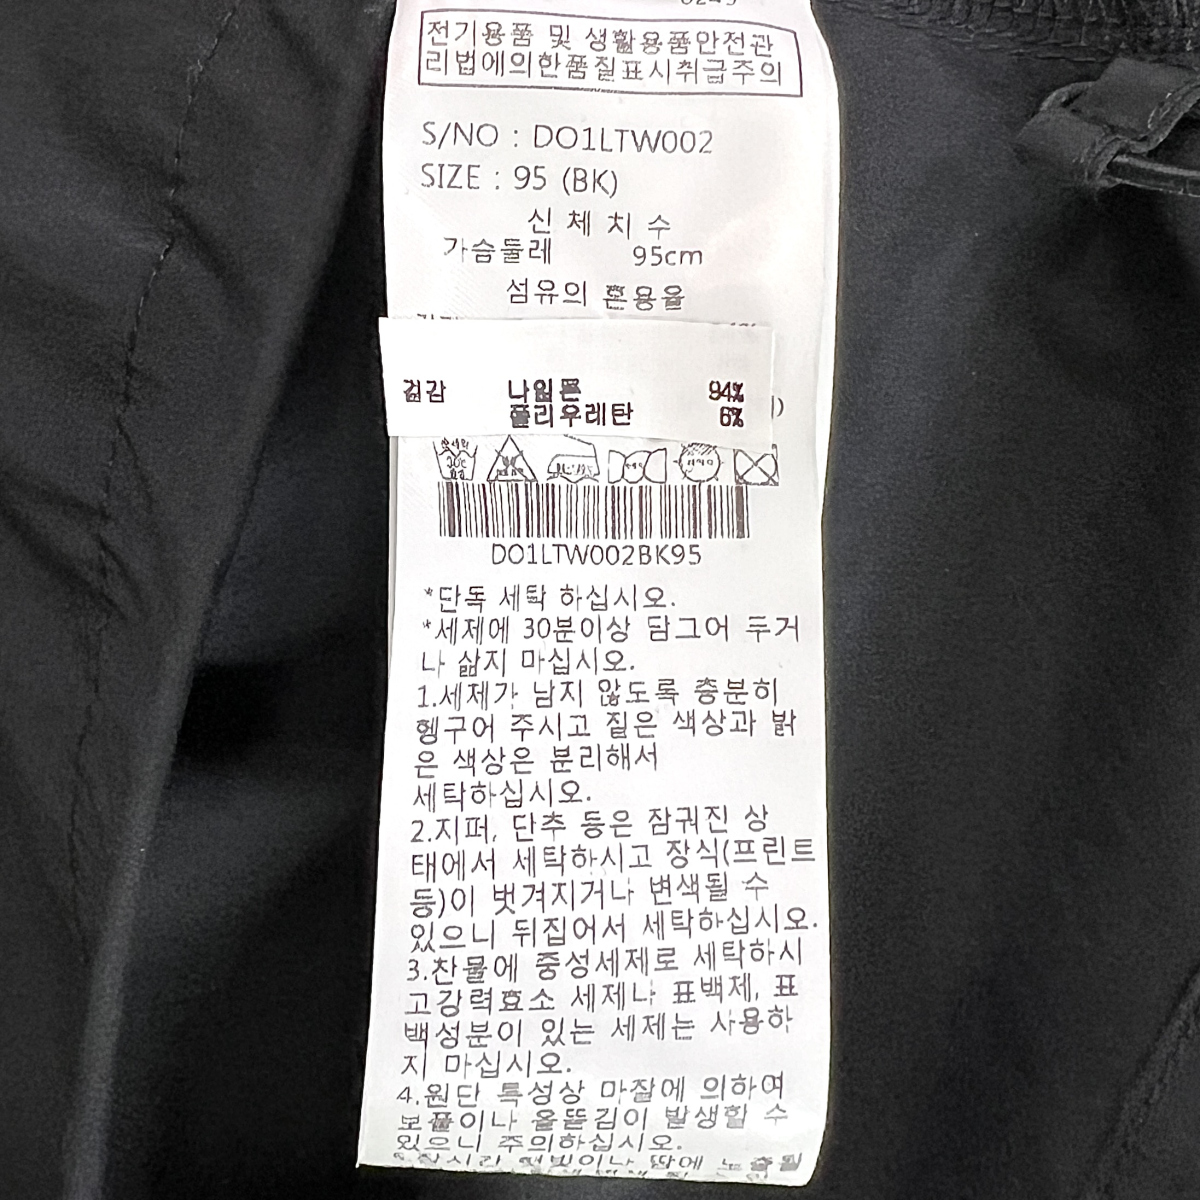 전기용품 및 생활용품안전관
리법에의한품질표시취급주의
S/NO : DO1LTW002
SIZE : 95 (BK)
신 체 치 수
가슴둘레 95cm
섬유의 혼용율
겉감 나일론 94%
폴리우레탄 6%
DO1LTW002BK95
*단독 세탁 하십시오.
*세제에 30분이상 담그어 두거
나 삶지 마십시오.
1.세제가 남지 않도록 충분히
헹구어 주시고 짙은 색상과 밝
은 색상은 분리해서
세탁하십시오.
2.지퍼, 단추 등은 잠궈진 상
태에서 세탁하시고 장식(프린트
등)이 벗겨지거나 변색될 수
있으니 뒤집어서 세탁하십시오.
3.찬물에 중성세제로 세탁하시
고강력효소 세제나 표백제, 표
백성분이 있는 세제는 사용하
지 마십시오.
4.원단 특성상 마찰에 의하여
보풀이나 올뜯김이 발생할 수
있으니 주의하십시오.
햇빛이나 땀에 노출될